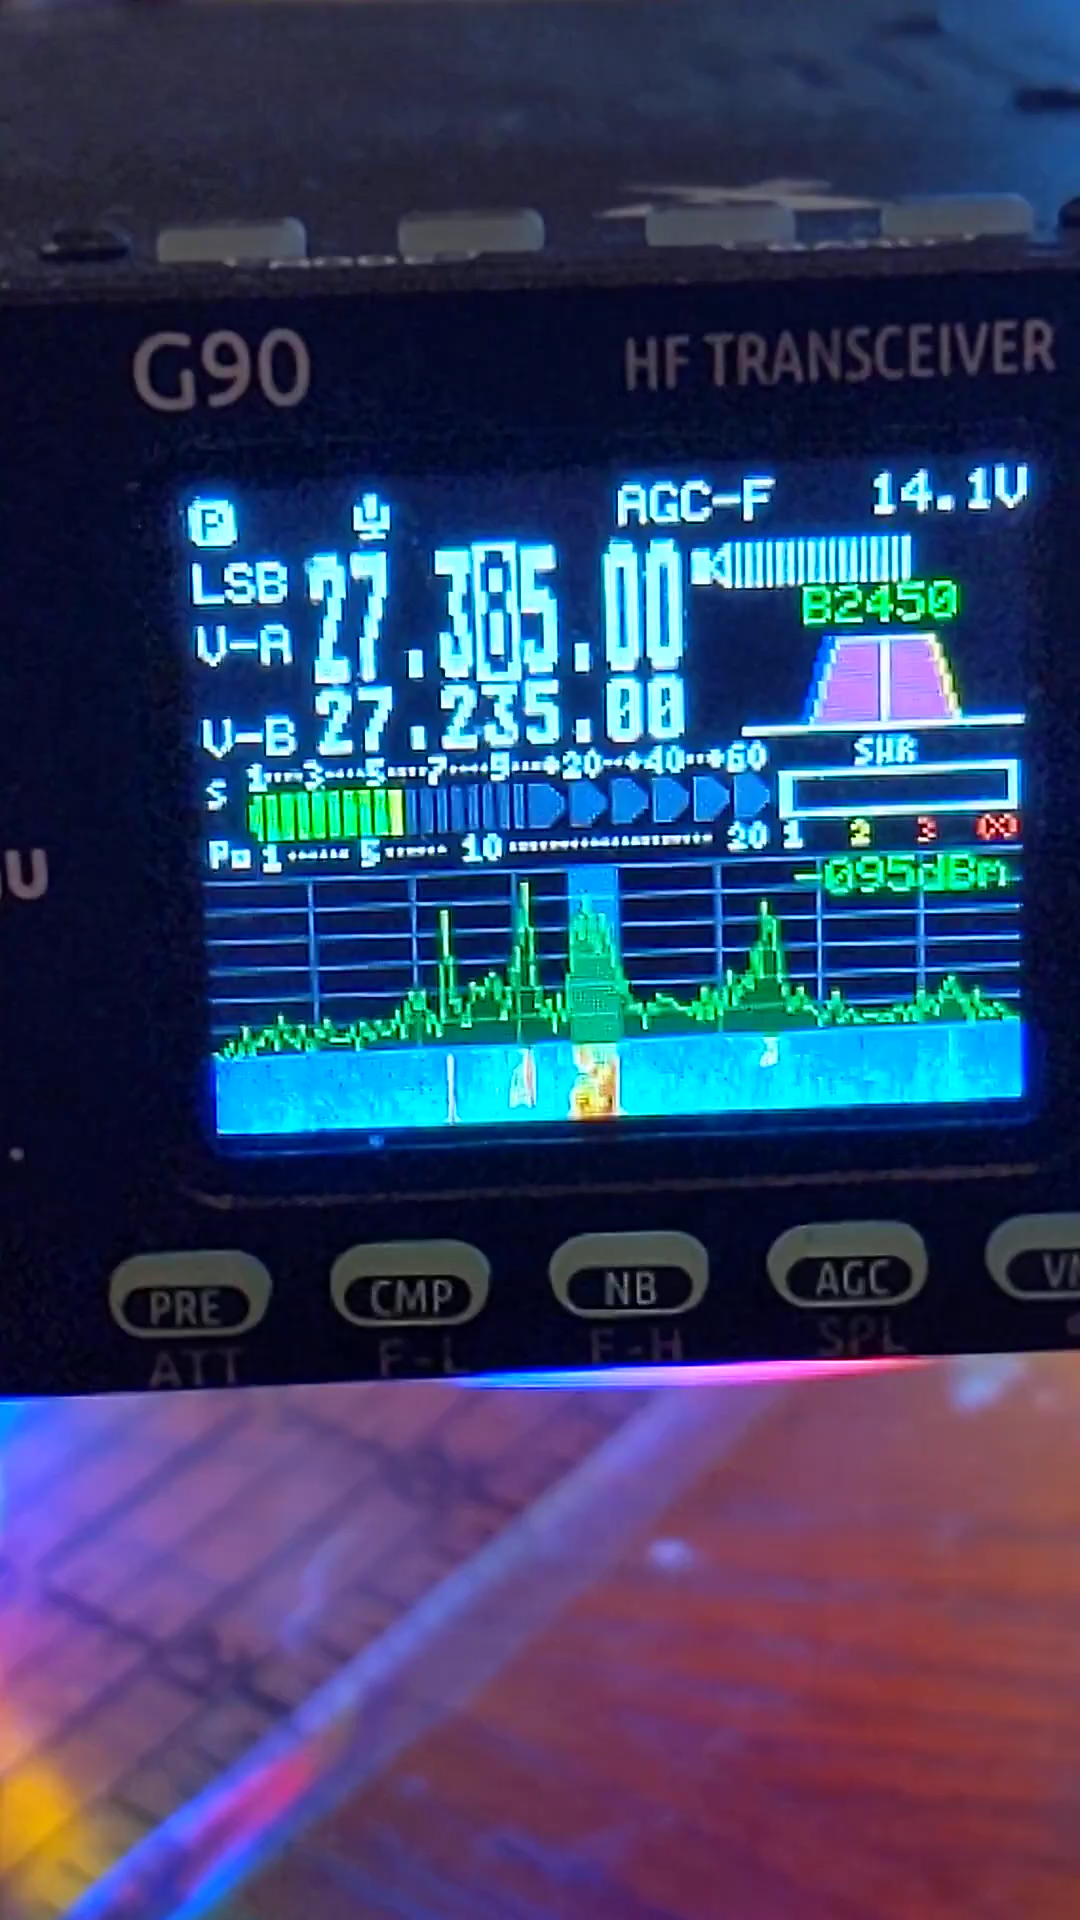 G90 HF TRANSCEIVER
P AGC-F 14.1V
LSB 27.385.00
B2450
V-A
V-B 27.235.00
SWR
S 1 3 5 7 9 +20 +40 +60
Po 1 5 10 20 1 2 3 ∞
-095dBm
U
PRE CMP NB AGC
ATT F-L F-H SPL